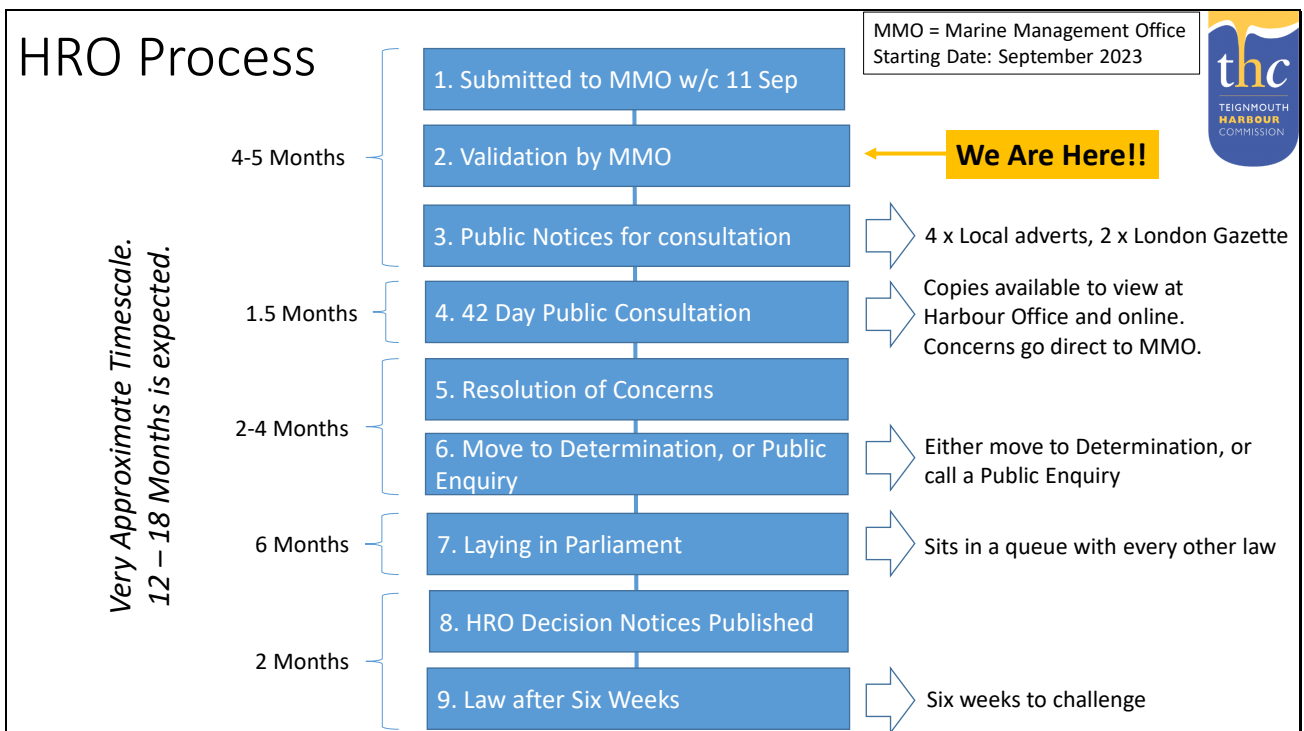 HRO Process
MMO = Marine Management Office
Starting Date: September 2023
thc
TEIGNMOUTH
HARBOUR
COMMISSION
Very Approximate Timescale.
12 – 18 Months is expected.
4-5 Months
1. Submitted to MMO w/c 11 Sep
2. Validation by MMO
We Are Here!!
3. Public Notices for consultation
4 x Local adverts, 2 x London Gazette
1.5 Months
4. 42 Day Public Consultation
Copies available to view at
Harbour Office and online.
Concerns go direct to MMO.
2-4 Months
5. Resolution of Concerns
6. Move to Determination, or Public
Enquiry
Either move to Determination, or
call a Public Enquiry
6 Months
7. Laying in Parliament
Sits in a queue with every other law
2 Months
8. HRO Decision Notices Published
9. Law after Six Weeks
Six weeks to challenge